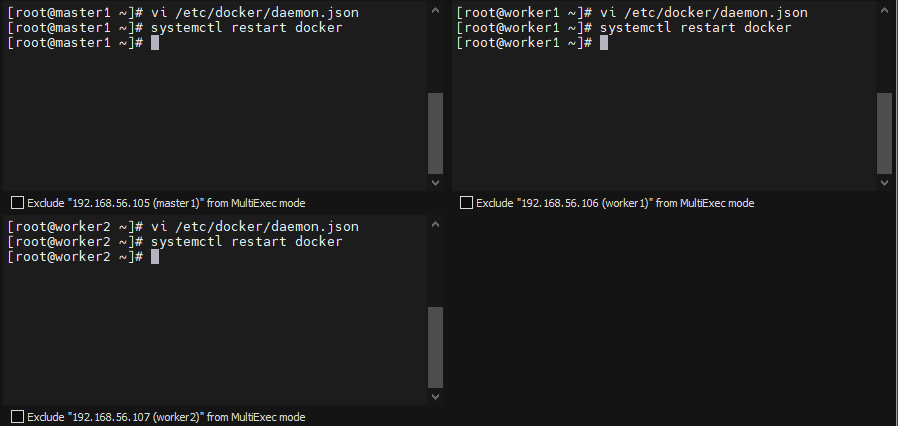 [root@master1 ~]# vi /etc/docker/daemon.json
[root@master1 ~]# systemctl restart docker
[root@master1 ~]#
Exclude "192.168.56.105 (master1)" from MultiExec mode
[root@worker1 ~]# vi /etc/docker/daemon.json
[root@worker1 ~]# systemctl restart docker
[root@worker1 ~]#
Exclude "192.168.56.106 (worker1)" from MultiExec mode
[root@worker2 ~]# vi /etc/docker/daemon.json
[root@worker2 ~]# systemctl restart docker
[root@worker2 ~]#
Exclude "192.168.56.107 (worker2)" from MultiExec mode